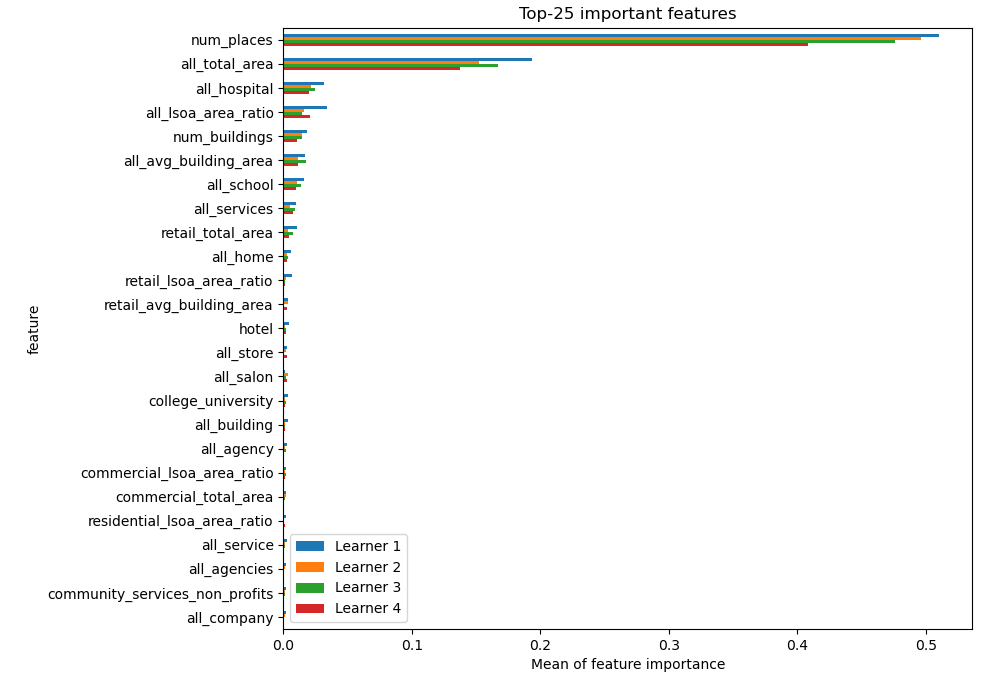 Top-25 important features
feature
num_places
all_total_area
all_hospital
all_lsoa_area_ratio
num_buildings
all_avg_building_area
all_school
all_services
retail_total_area
all_home
retail_lsoa_area_ratio
retail_avg_building_area
hotel
all_store
all_salon
college_university
all_building
all_agency
commercial_lsoa_area_ratio
commercial_total_area
residential_lsoa_area_ratio
all_service
all_agencies
community_services_non_profits
all_company
Learner 1
Learner 2
Learner 3
Learner 4
0.0 0.1 0.2 0.3 0.4 0.5
Mean of feature importance